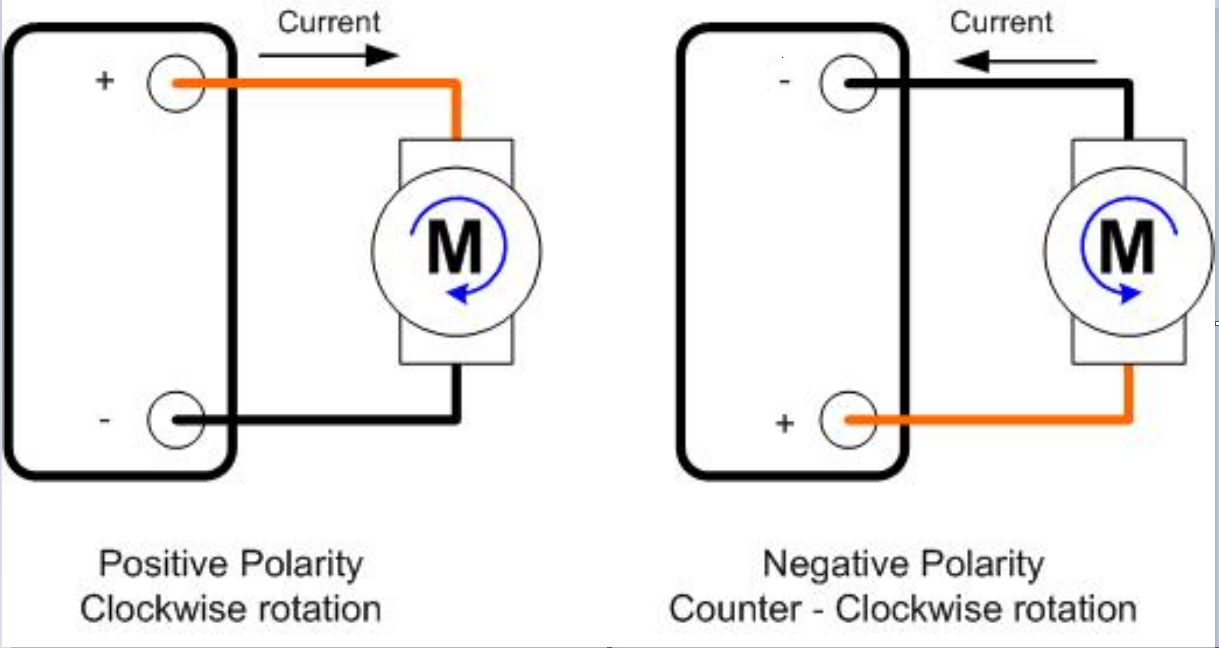 Current
+
M
-
Positive Polarity
Clockwise rotation
Current
-
M
+
Negative Polarity
Counter - Clockwise rotation